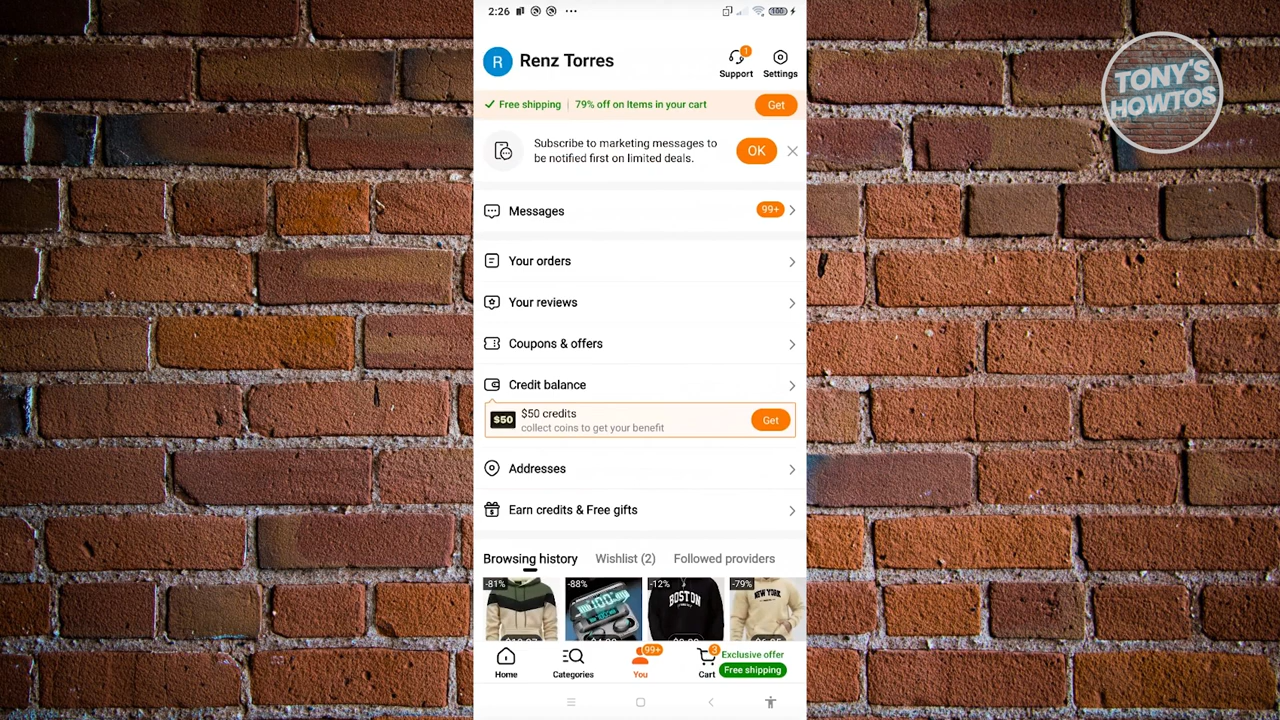 2:26
100
TONY'S
HOWTOS
R Renz Torres
1
Support
Settings
Free shipping | 79% off on Items in your cart
Get
Subscribe to marketing messages to
be notified first on limited deals.
OK
Messages
99+
Your orders
Your reviews
Coupons & offers
Credit balance
$50
$50 credits
collect coins to get your benefit
Get
Addresses
Earn credits & Free gifts
Browsing history
Wishlist (2)
Followed providers
-81%
-88%
-12%
-79%
100
BOSTON
NEW YORK
99+
3
Exclusive offer
Free shipping
Home
Categories
You
Cart